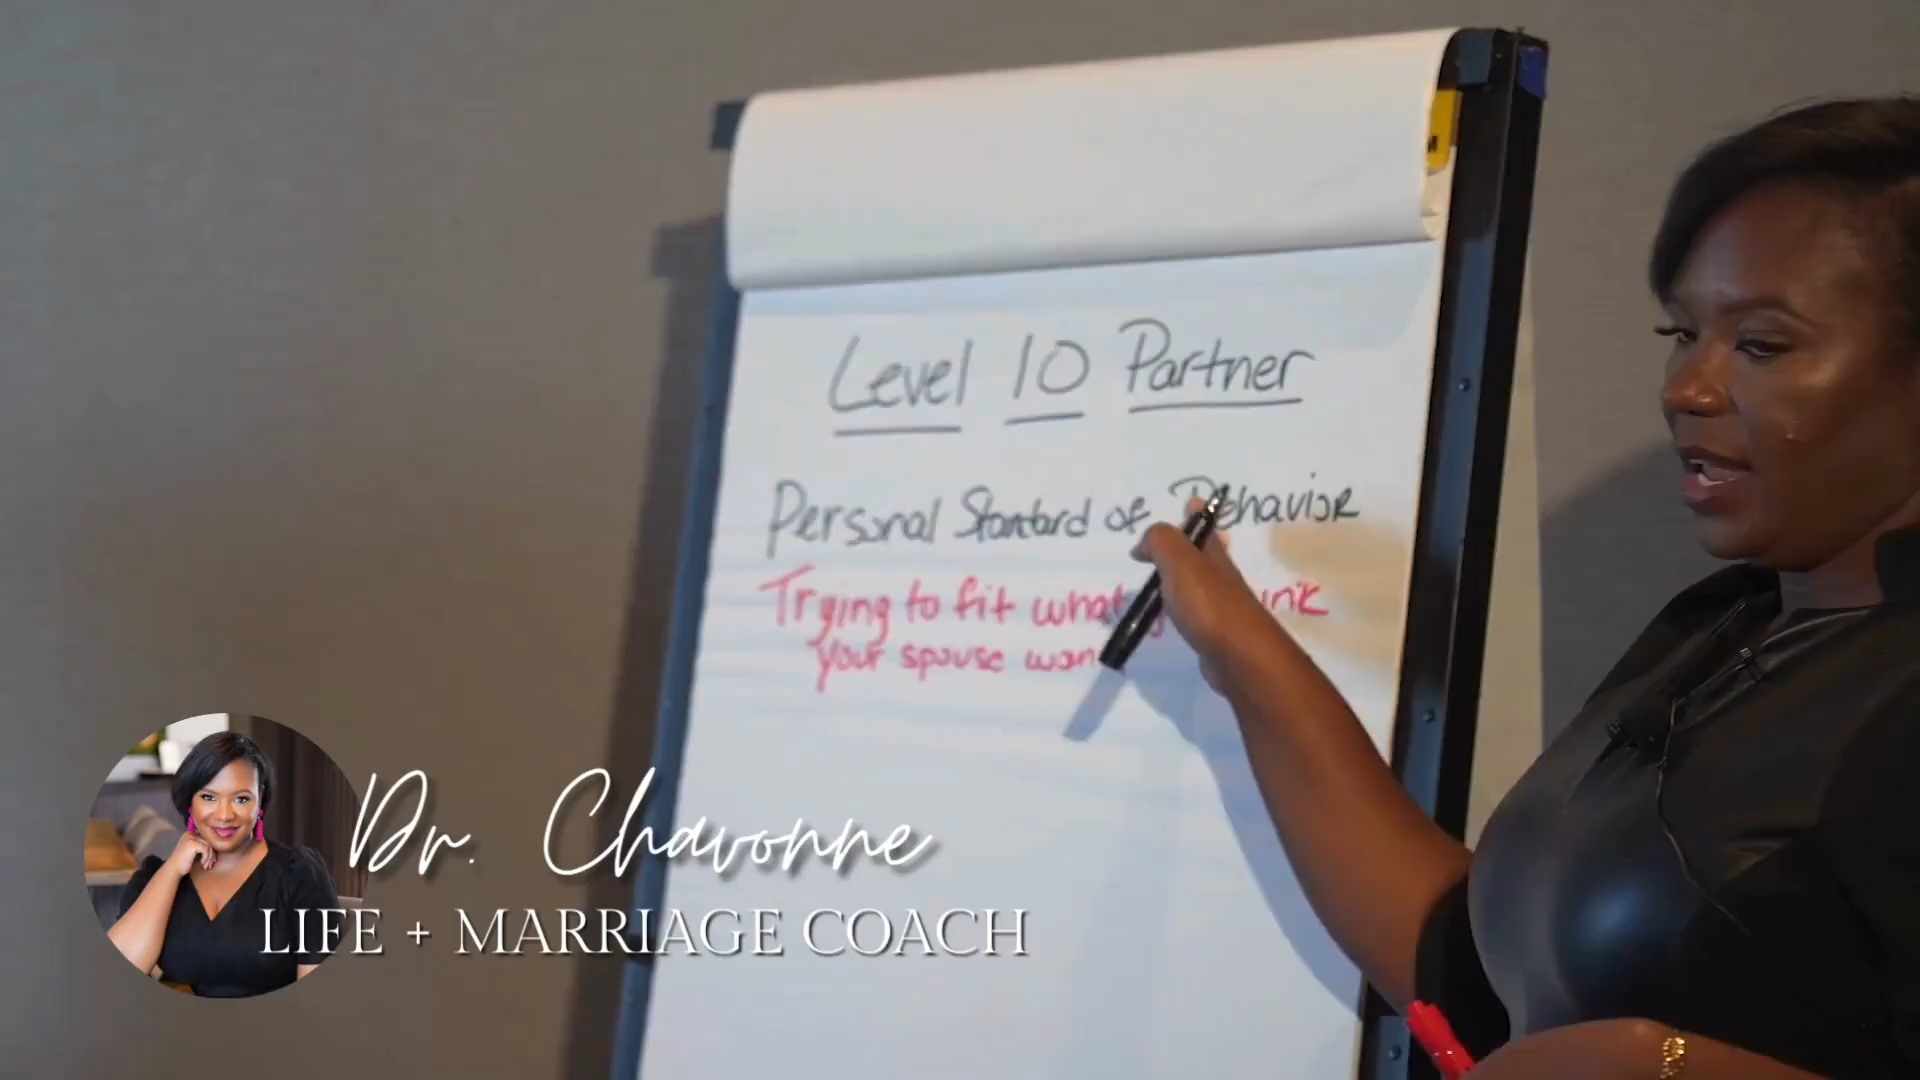 Level 10 Partner
Personal Standard of Behavior
Trying to fit what
your spouse
Dr. Chavonne
LIFE + MARRIAGE COACH